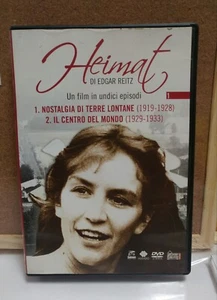 Heimat
DI EDGAR REITZ
Un film in undici episodi
1.
1. NOSTALGIA DI TERRE LONTANE (1919-1928)
2. IL CENTRO DEL MONDO (1929-1933)
DVD